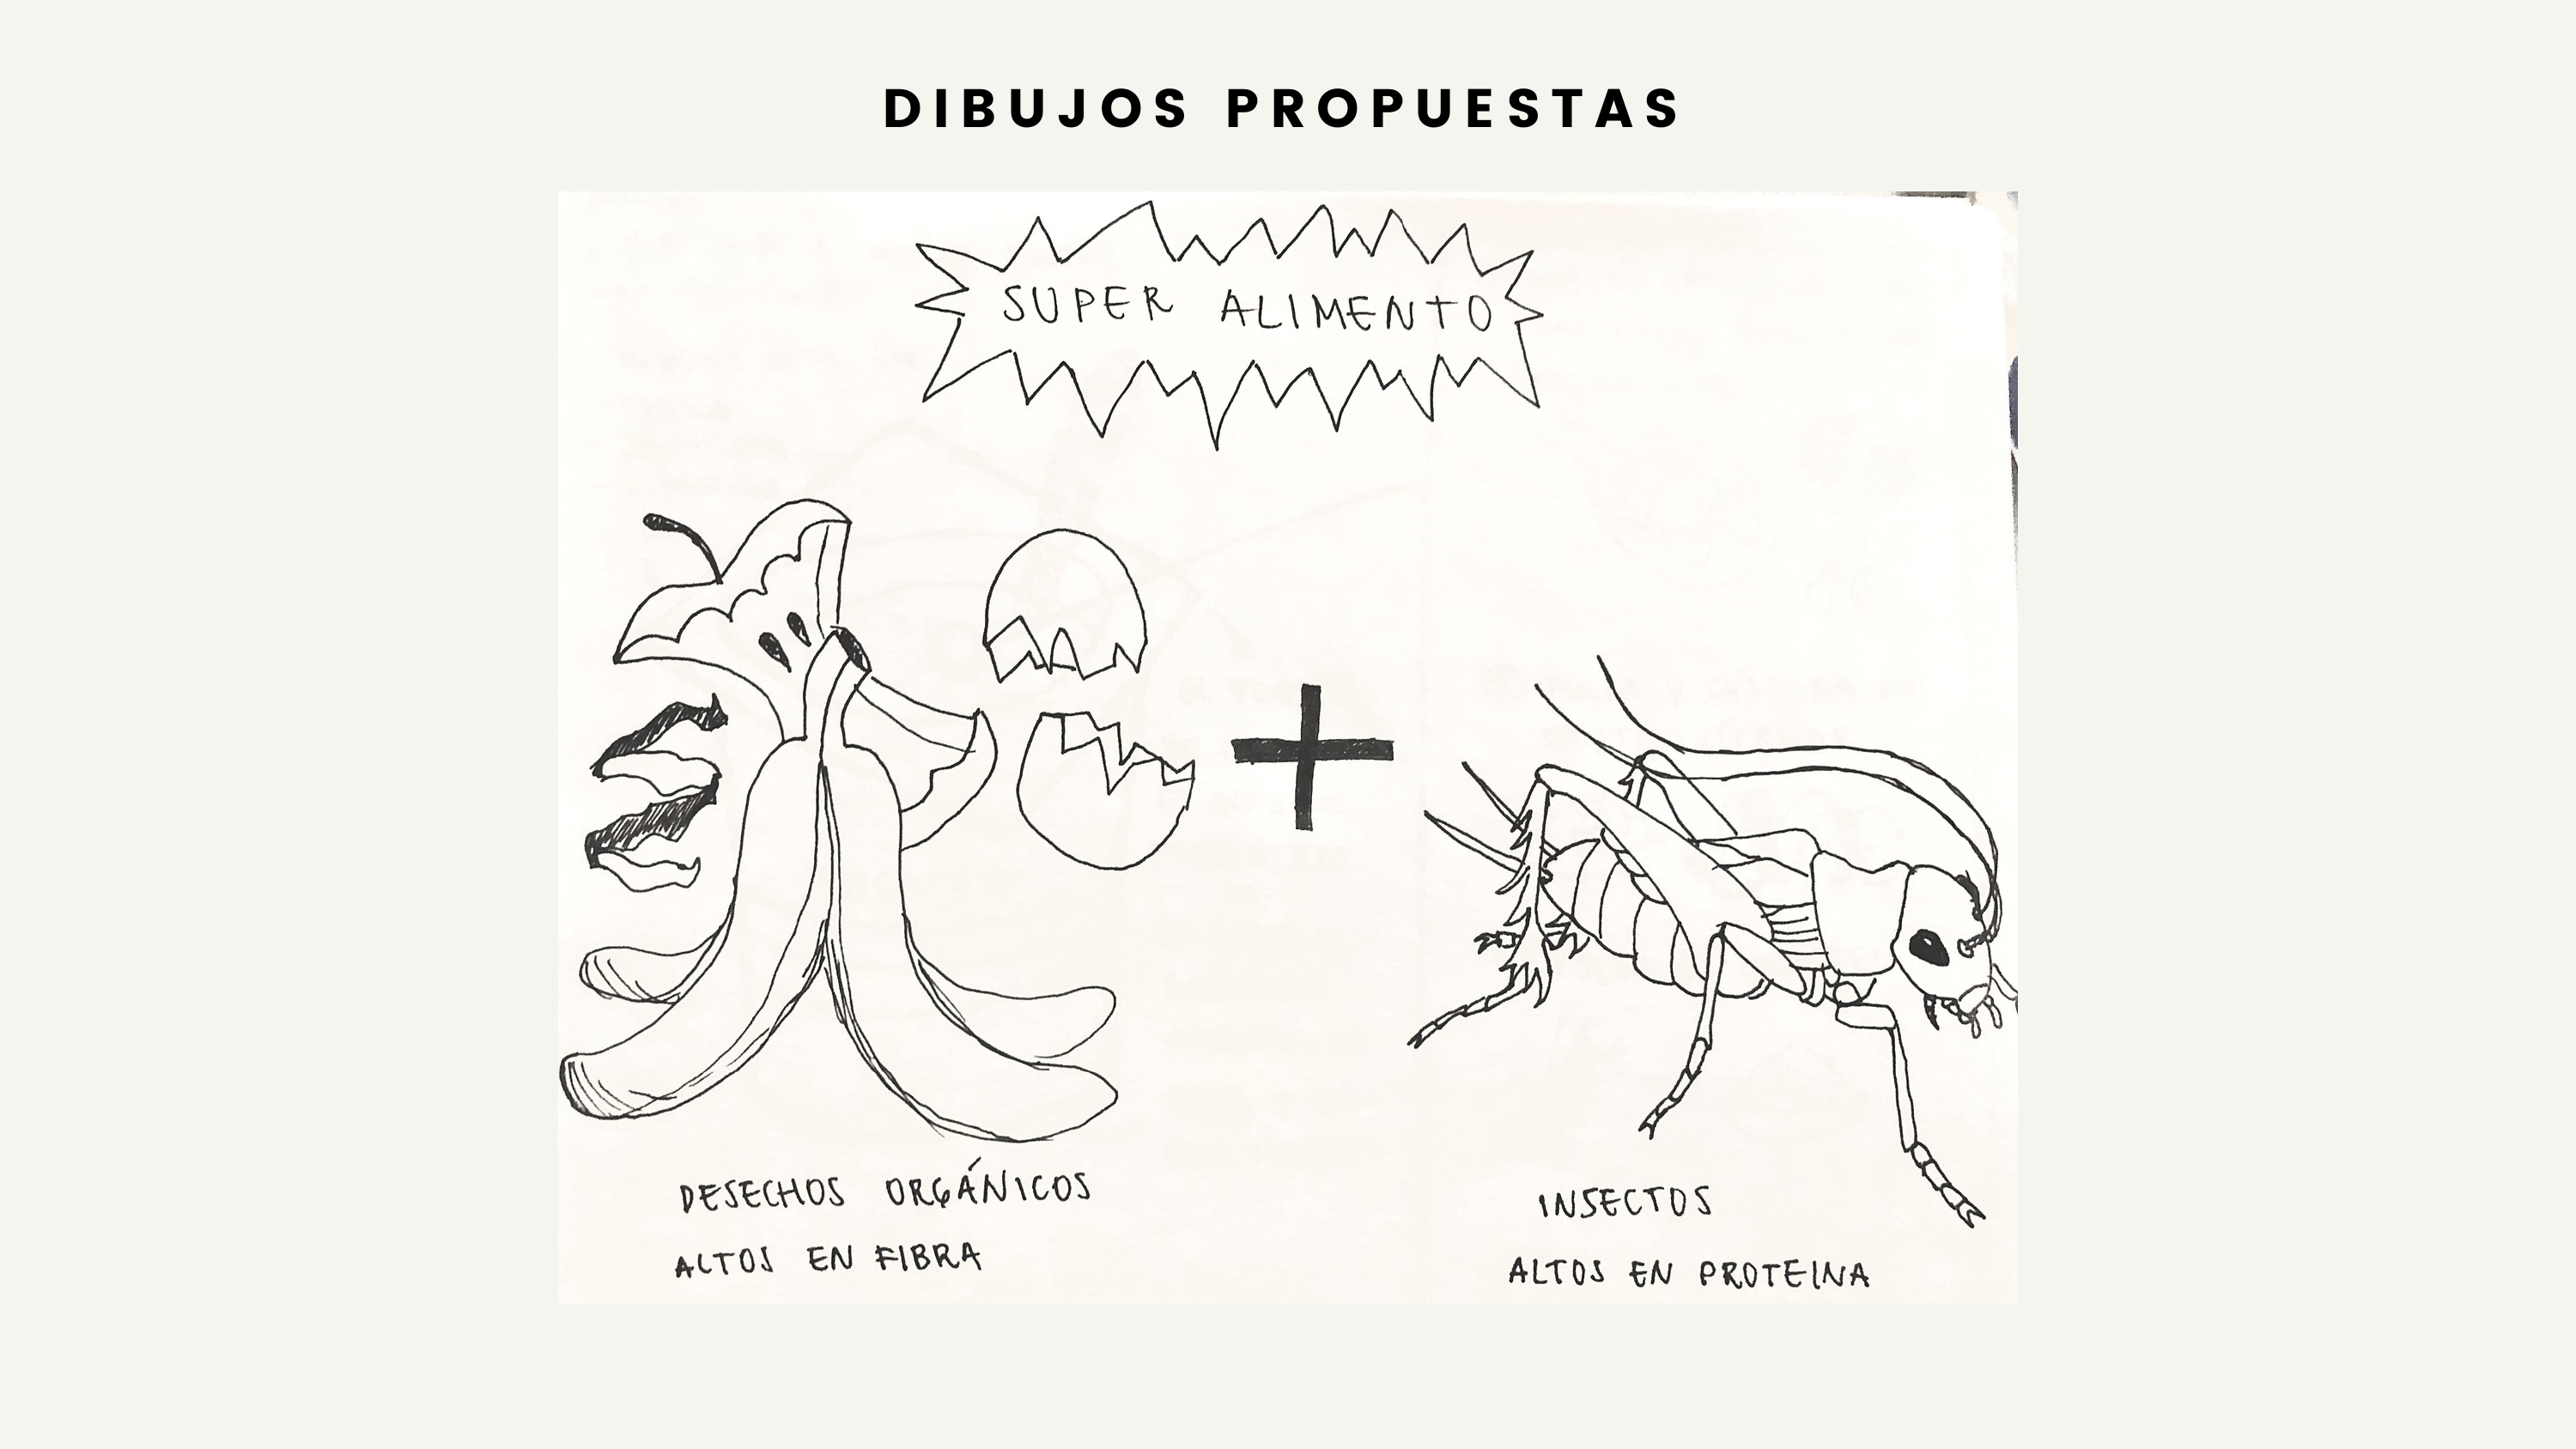 DIBUJOS PROPUESTAS
SUPER ALIMENTO
DESECHOS ORGÁNICOS
ALTOS EN FIBRA
INSECTOS
ALTOS EN PROTEINA